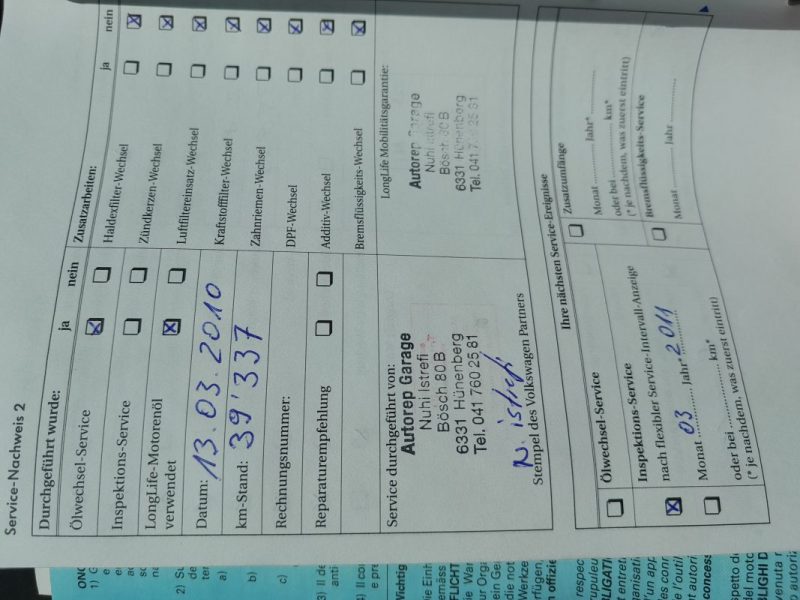 Service-Nachweis 2
Durchgeführt wurde: ja nein
Ölwechsel-Service
Inspektions-Service
LongLife-Motorenöl
verwendet
Datum: 13.03.2010
km-Stand: 39'337
Rechnungsnummer:
Reparaturempfehlung
Zusatzarbeiten: ja nein
Haldexfilter-Wechsel
Zündkerzen-Wechsel
Luftfiltereinsatz-Wechsel
Kraftstofffilter-Wechsel
Zahnriemen-Wechsel
DPF-Wechsel
Additiv-Wechsel
Bremsflüssigkeits-Wechsel
Service durchgeführt von:
Autorep Garage
Nuhi Istrefi
Bösch 80B
6331 Hünenberg
Tel. 041 760 25 81
N. istrefi
Stempel des Volkswagen Partners
LongLife Mobilitätsgarantie:
Autorep Garage
Nuhi Istrefi
Bösch 80 B
6331 Hünenberg
Ihre nächsten Service-Ereignisse
Ölwechsel-Service
Inspektions-Service
nach flexibler Service-Intervall-Anzeige
Monat 03 Jahr* 2011
oder bei ........ km*
(* je nachdem, was zuerst eintritt)
Zusatzumfänge
Monat ........ Jahr* ........
oder bei ........ km*
(* je nachdem, was zuerst eintritt)
Bremsflüssigkeits-Service
Monat ........ Jahr ........